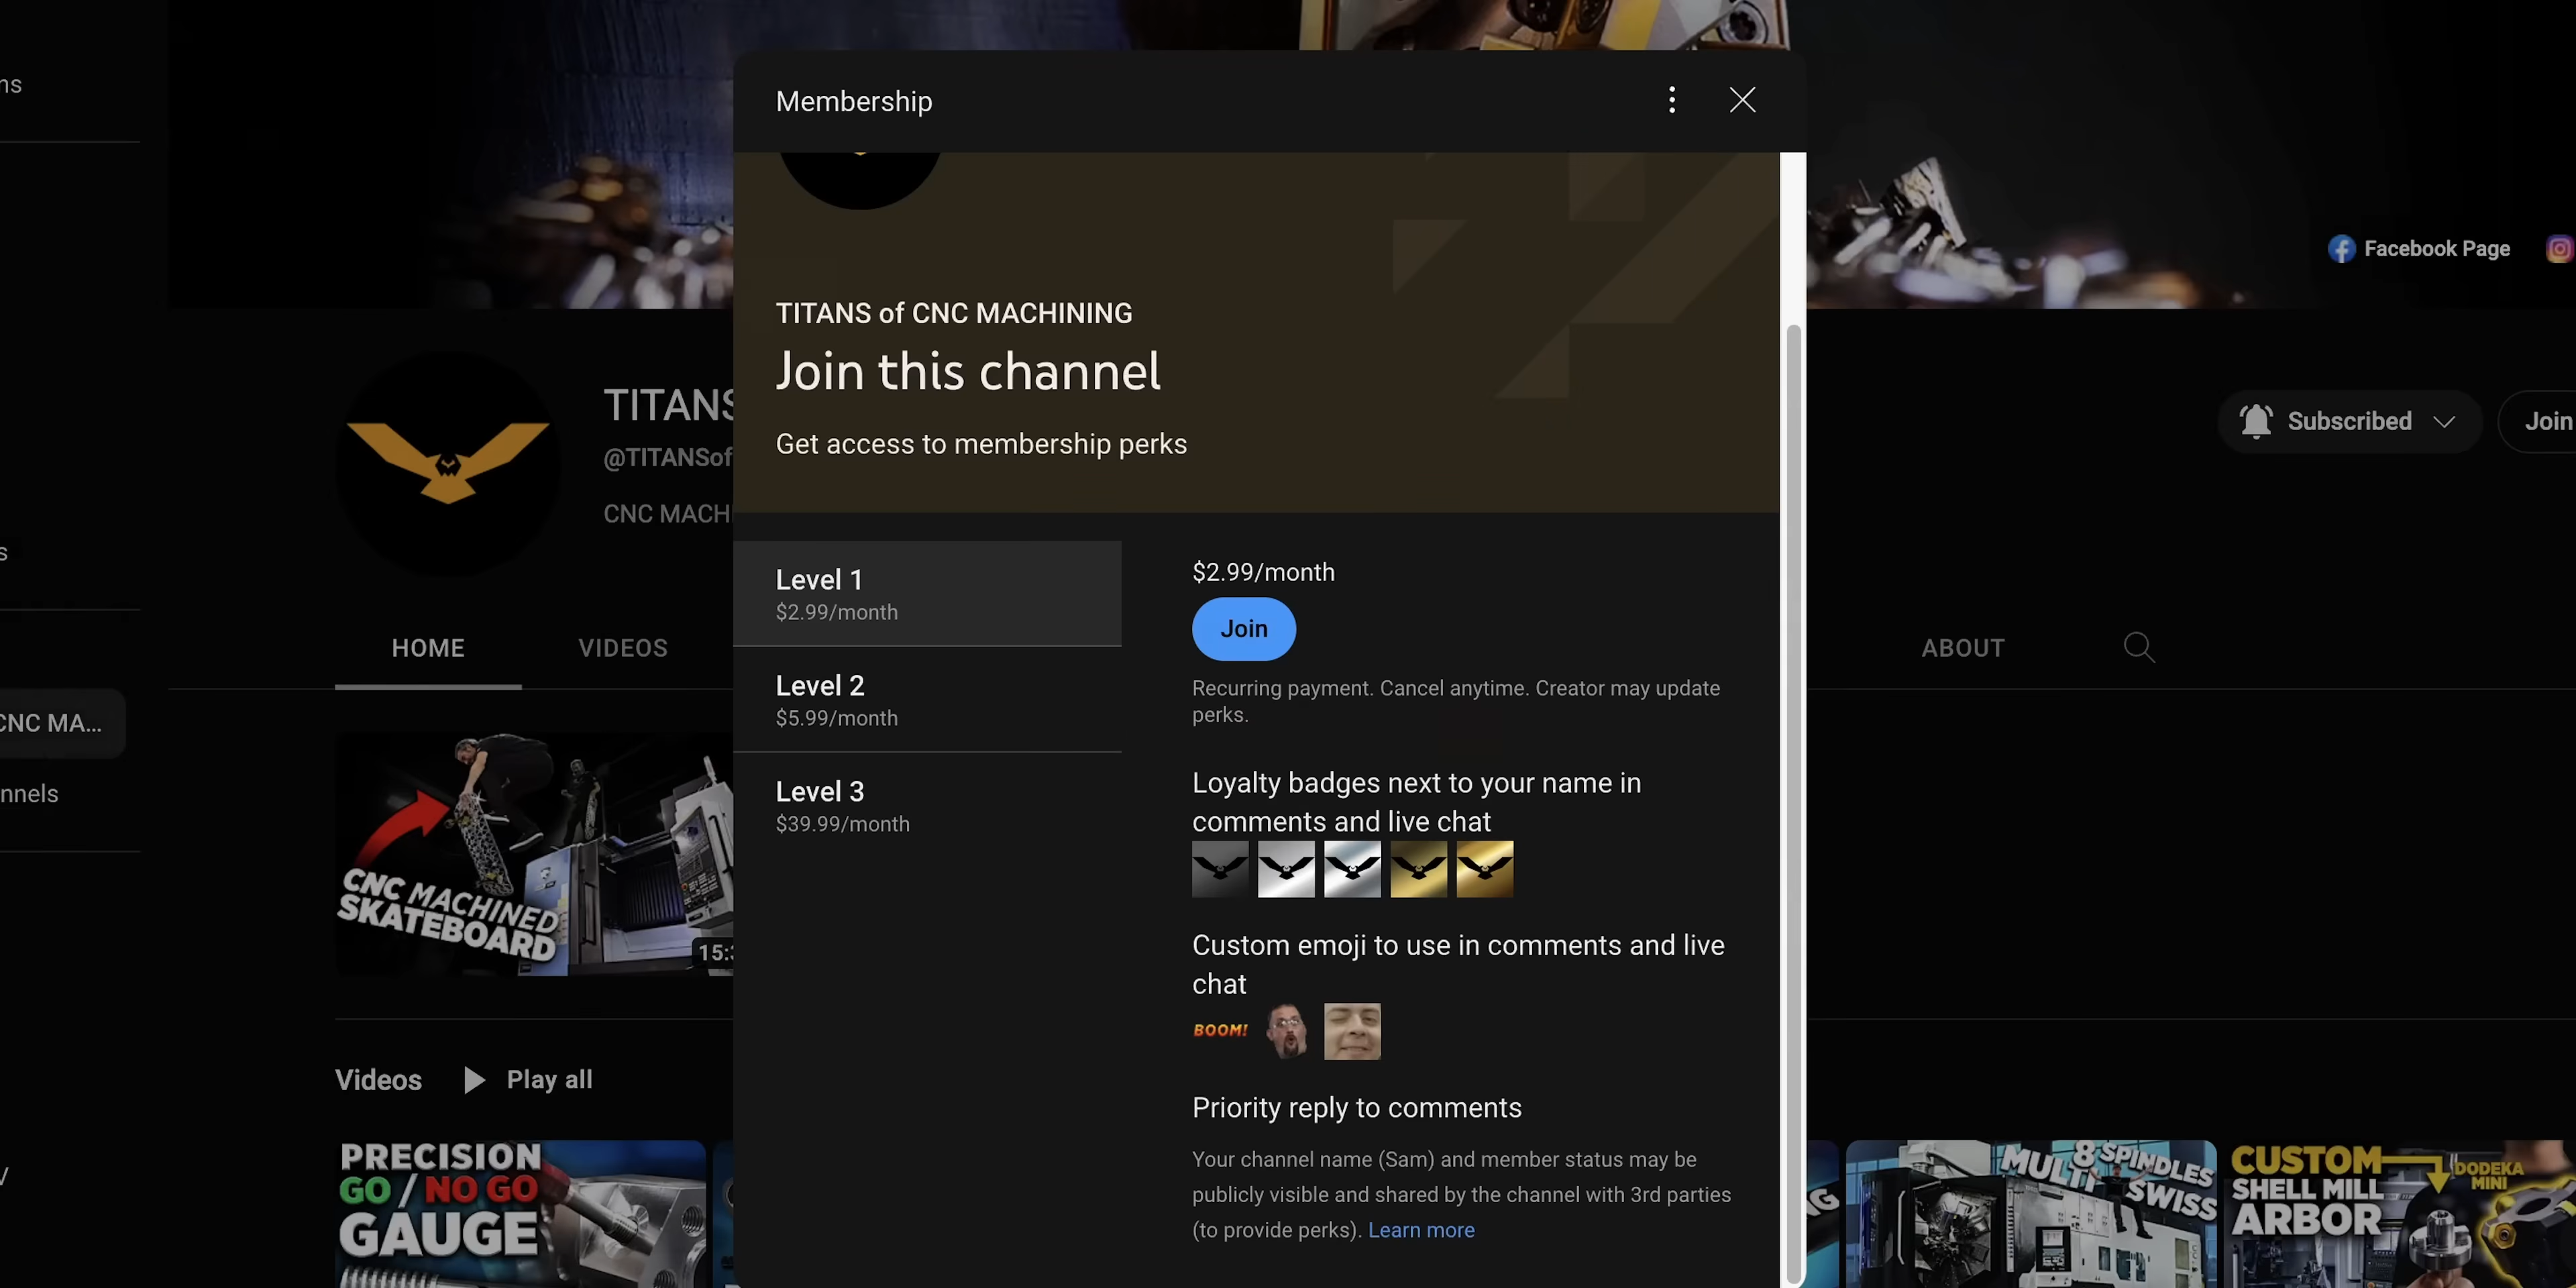 ns
Membership
TITANS of CNC MACHINING
Join this channel
Get access to membership perks
Facebook Page
TITANS
@TITANSof
CNC MACH
Subscribed
Join
s
Level 1
$2.99/month
Level 2
$5.99/month
Level 3
$39.99/month
$2.99/month
Join
Recurring payment. Cancel anytime. Creator may update
perks.
Loyalty badges next to your name in
comments and live chat
Custom emoji to use in comments and live
chat
BOOM!
Priority reply to comments
Your channel name (Sam) and member status may be
publicly visible and shared by the channel with 3rd parties
(to provide perks). Learn more
HOME
VIDEOS
ABOUT
CNC MA...
nnels
CNC MACHINED
SKATEBOARD
15:
Videos
Play all
PRECISION
GO / NO GO
GAUGE
MULTI 8 SPINDLES
SWISS
CUSTOM
SHELL MILL
ARBOR
DODEKA
MINI